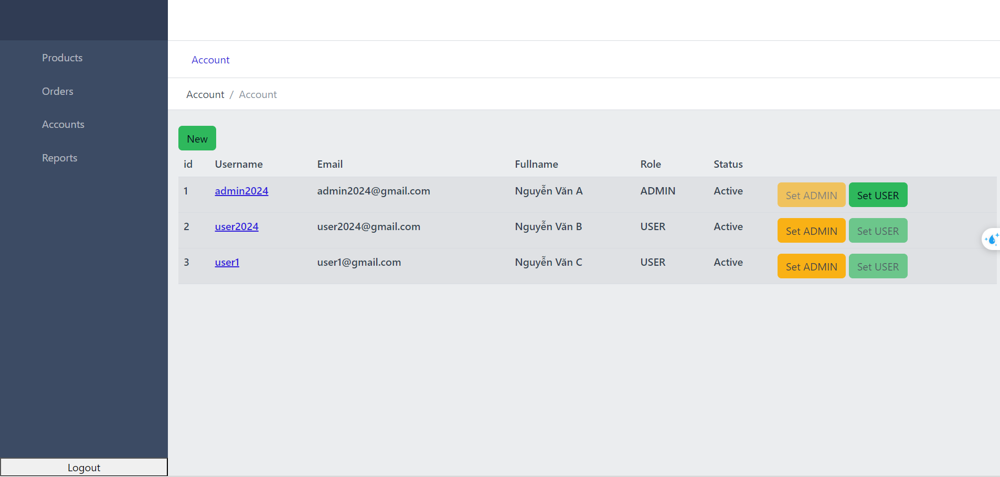 Products
Orders
Accounts
Reports
Logout
Account
Account / Account
New
id Username Email Fullname Role Status
1 admin2024 admin2024@gmail.com Nguyễn Văn A ADMIN Active Set ADMIN Set USER
2 user2024 user2024@gmail.com Nguyễn Văn B USER Active Set ADMIN Set USER
3 user1 user1@gmail.com Nguyễn Văn C USER Active Set ADMIN Set USER